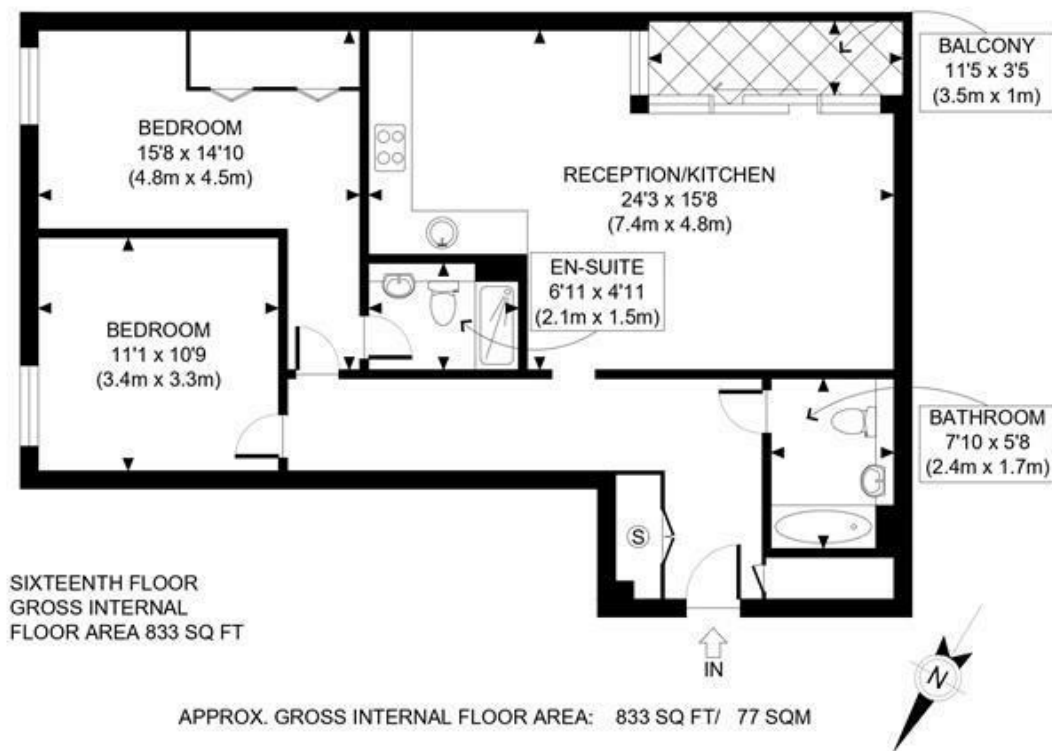 BALCONY
11'5 x 3'5
(3.5m x 1m)
BEDROOM
15'8 x 14'10
(4.8m x 4.5m)
RECEPTION/KITCHEN
24'3 x 15'8
(7.4m x 4.8m)
EN-SUITE
6'11 x 4'11
(2.1m x 1.5m)
BEDROOM
11'1 x 10'9
(3.4m x 3.3m)
BATHROOM
7'10 x 5'8
(2.4m x 1.7m)
S
SIXTEENTH FLOOR
GROSS INTERNAL
FLOOR AREA 833 SQ FT
IN
N
APPROX. GROSS INTERNAL FLOOR AREA: 833 SQ FT/ 77 SQM